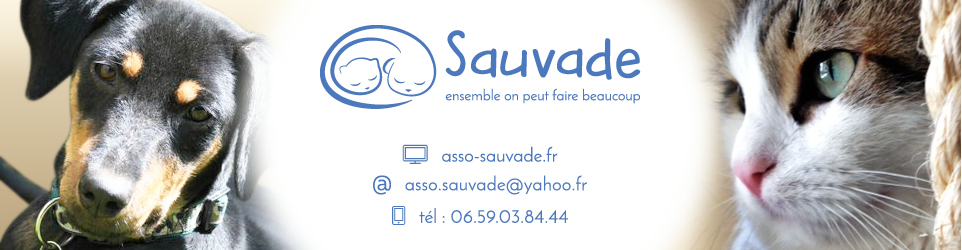 Sauvade
ensemble on peut faire beaucoup
asso-sauvade.fr
@ asso.sauvade@yahoo.fr
tél : 06.59.03.84.44